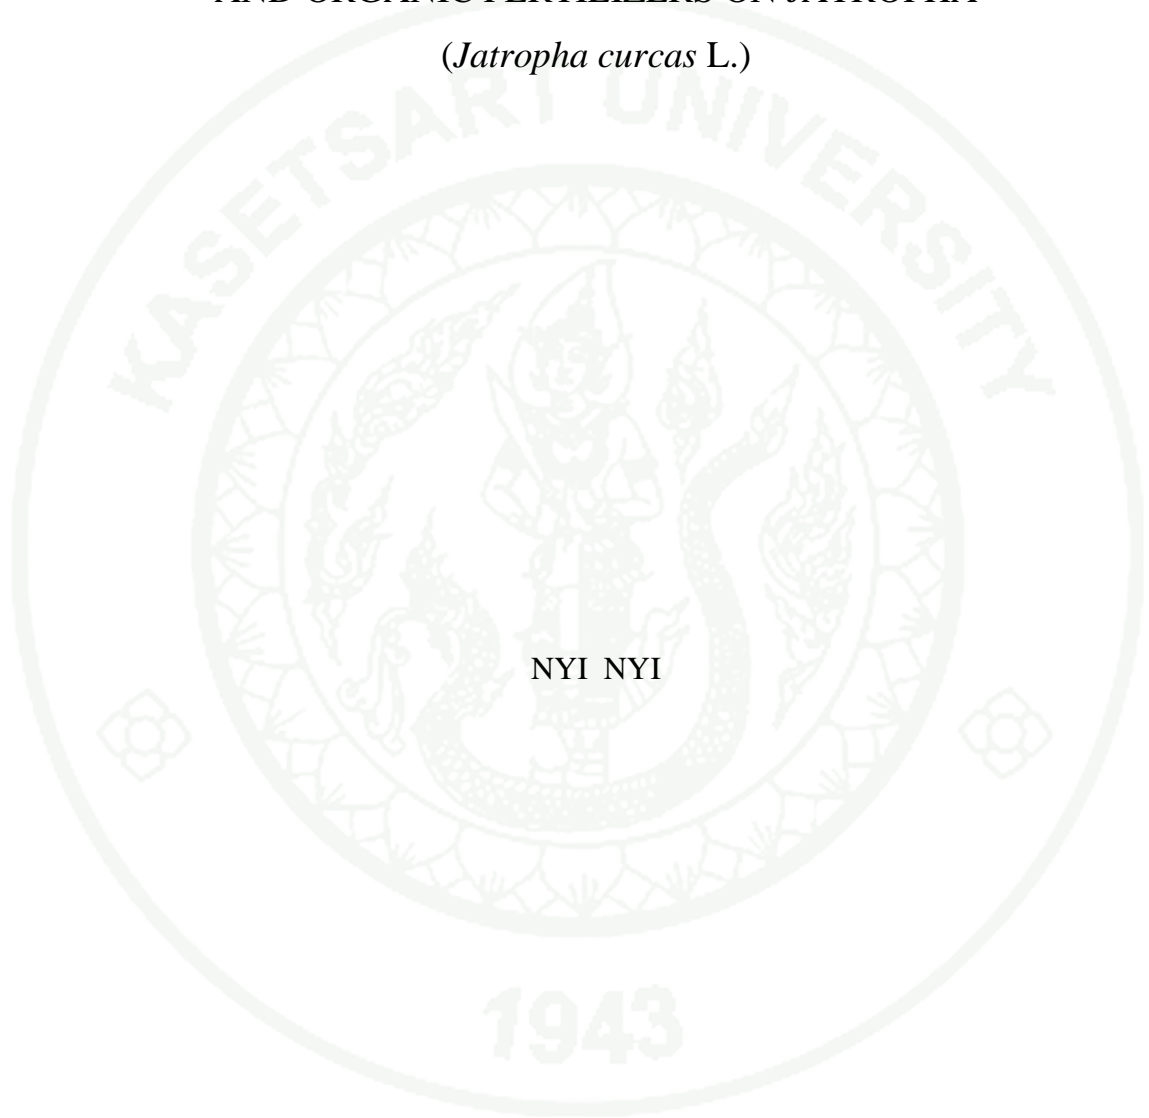 AND ORGANIC FERTILIZERS ON JATROPHA
(Jatropha curcas L.)
KASETSART UNIVERSITY
NYI NYI
1943